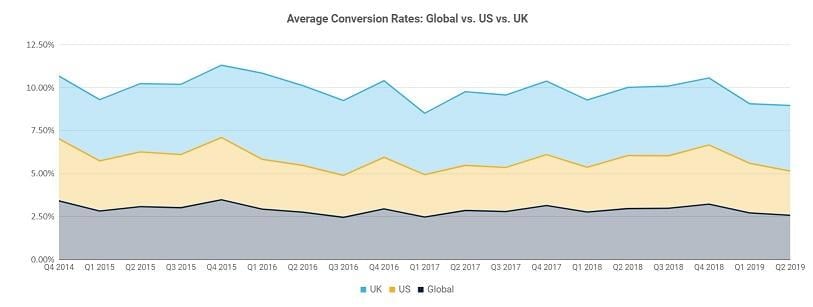 Average Conversion Rates: Global vs. US vs. UK
12.50%
10.00%
7.50%
5.00%
2.50%
0.00%
Q4 2014 Q1 2015 Q2 2015 Q3 2015 Q4 2015 Q1 2016 Q2 2016 Q3 2016 Q4 2016 Q1 2017 Q2 2017 Q3 2017 Q4 2017 Q1 2018 Q2 2018 Q3 2018 Q4 2018 Q1 2019 Q2 2019
UK US Global